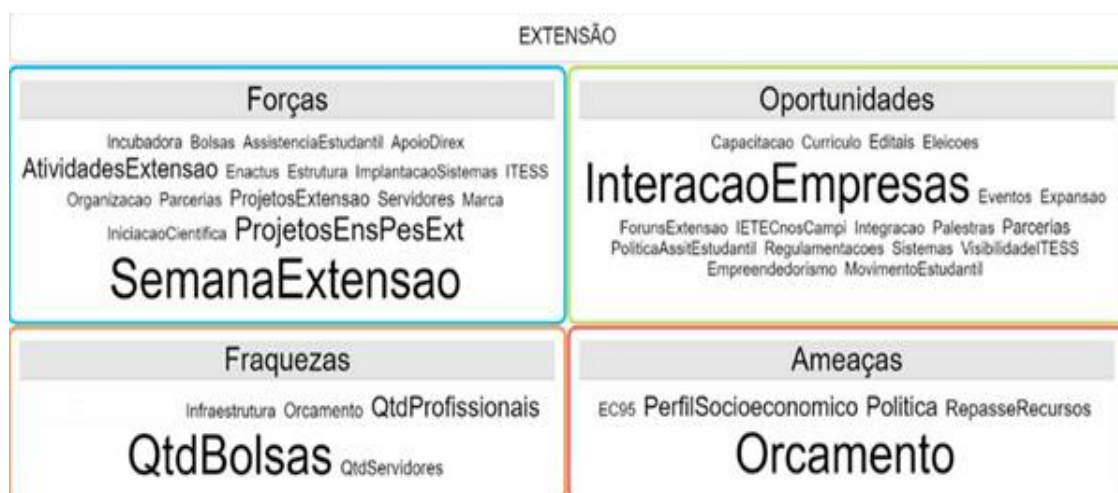 EXTENSÃO
Forças
Incubadora Bolsas AssistenciaEstudantil ApoioDirex
AtividadesExtensao Enactus Estrutura ImplantacaoSistemas ITESS
Organizacao Parcerias ProjetosExtensao Servidores Marca
IniciacaoCientifica ProjetosEnsPesExt
SemanaExtensao
Oportunidades
Capacitacao Curriculo Editais Eleicoes
InteracaoEmpresas Eventos Expansao
ForunsExtensao IETECnosCampi Integracao Palestras Parcerias
PoliticaAssitEstudantil Regulamentacoes Sistemas VisibilidadeITESS
Empreendedorismo MovimentoEstudantil
Fraquezas
Infraestrutura Orcamento QtdProfissionais
QtdBolsas QtdServidores
Ameaças
EC95 PerfilSocioeconomico Politica RepasseRecursos
Orcamento